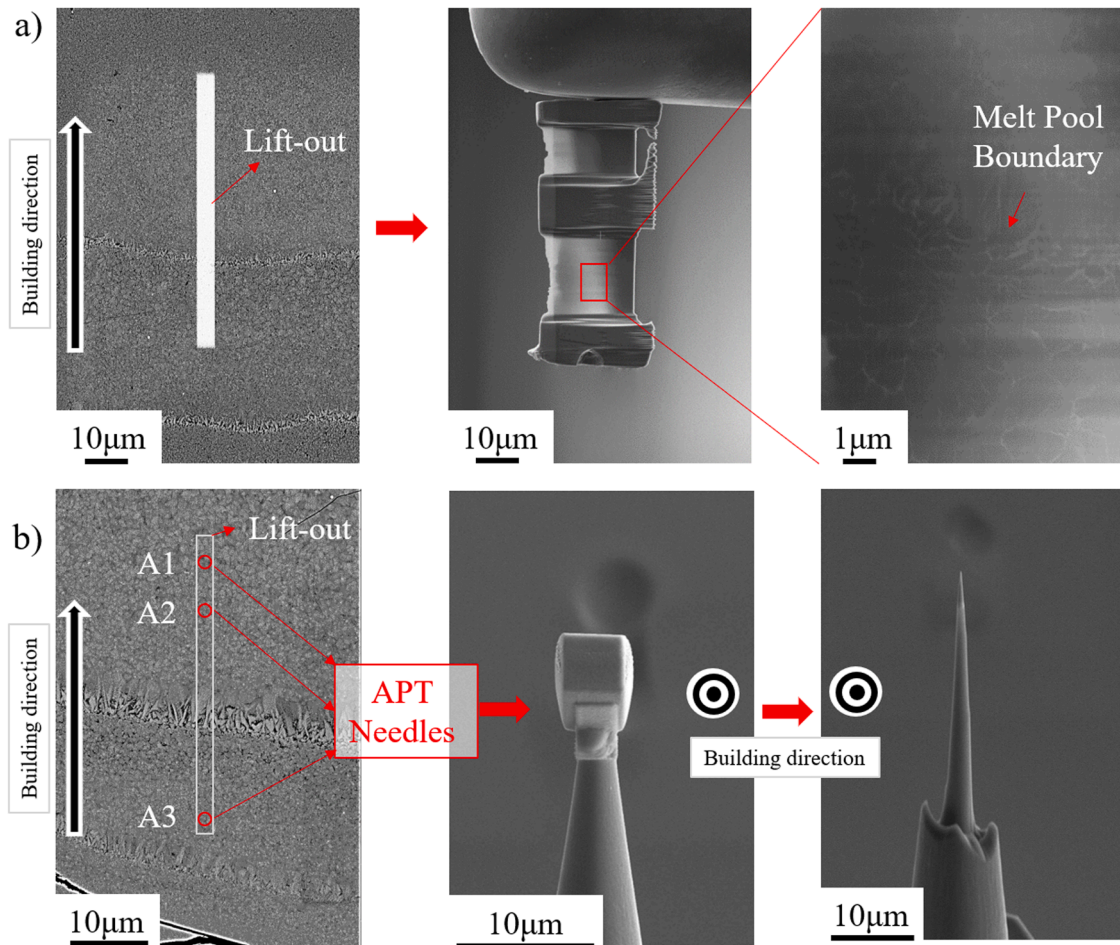 a)
Building direction
Lift-out
10μm
10μm
Melt Pool
Boundary
1μm
b)
Building direction
Lift-out
A1
A2
A3
10μm
APT
Needles
10μm
Building direction
10μm